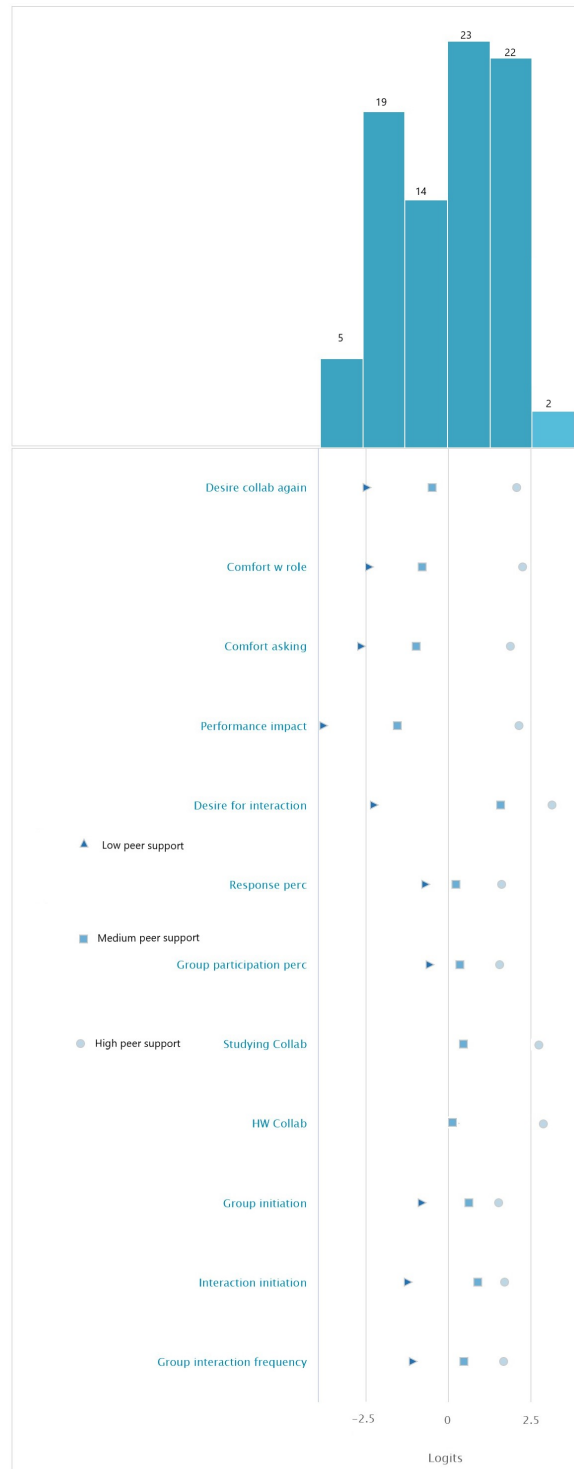 23
22
19
14
5
2
Desire collab again
Comfort w role
Comfort asking
Performance impact
Desire for interaction
Low peer support
Response perc
Medium peer support
Group participation perc
High peer support
Studying Collab
HW Collab
Group initiation
Interaction initiation
Group interaction frequency
−2.5
0
2.5
Logits